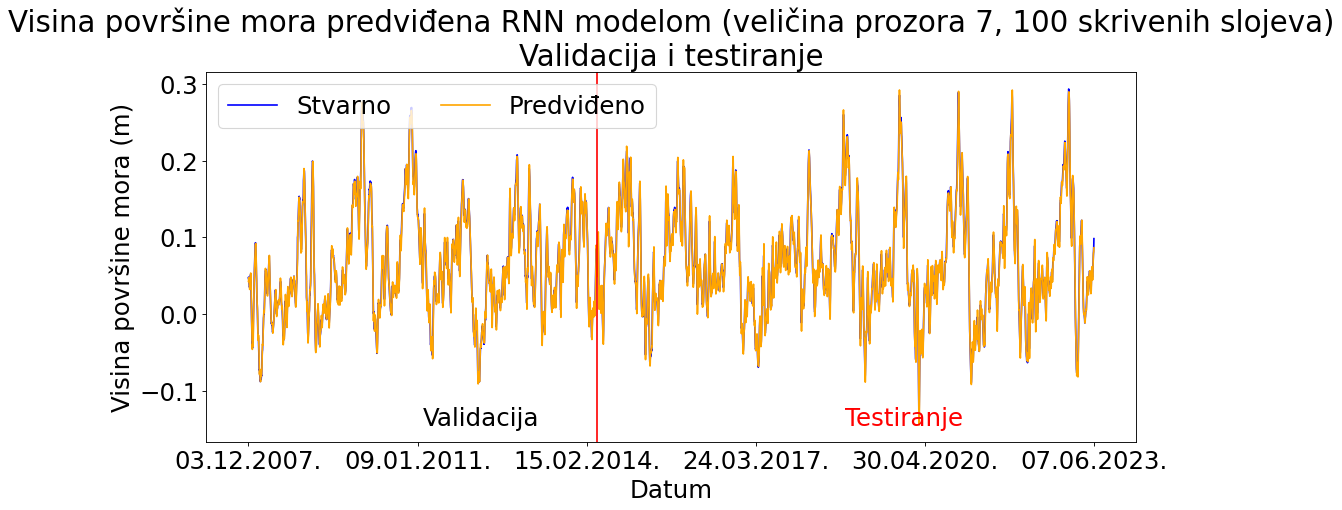 Visina površine mora predviđena RNN modelom (veličina prozora 7, 100 skrivenih slojeva)
Validacija i testiranje
Stvarno
Predviđeno
Visina površine mora (m)
0.3
0.2
0.1
0.0
−0.1
Validacija
Testiranje
03.12.2007.
09.01.2011.
15.02.2014.
24.03.2017.
30.04.2020.
07.06.2023.
Datum